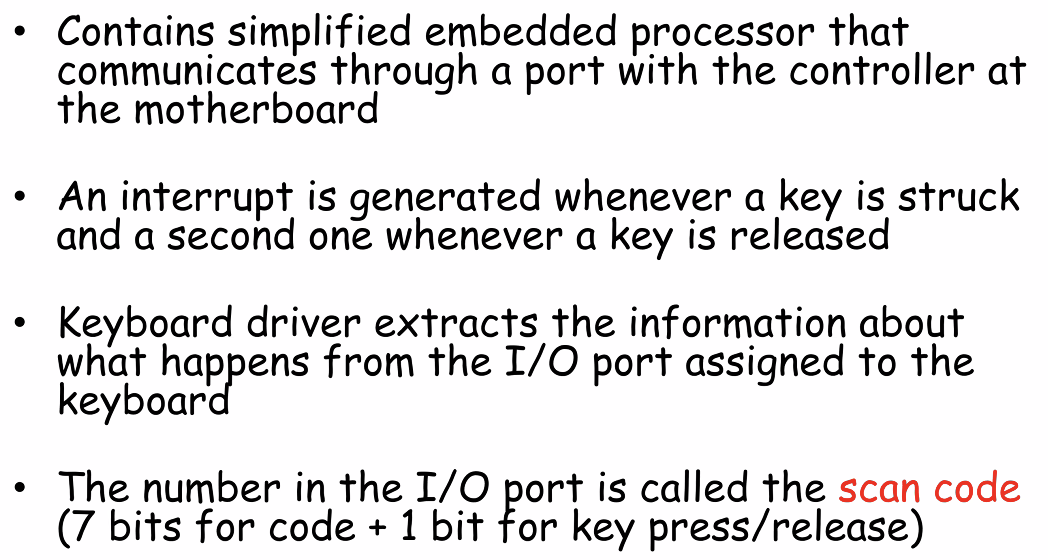 • Contains simplified embedded processor that
communicates through a port with the controller at
the motherboard
• An interrupt is generated whenever a key is struck
and a second one whenever a key is released
• Keyboard driver extracts the information about
what happens from the I/O port assigned to the
keyboard
• The number in the I/O port is called the scan code
(7 bits for code + 1 bit for key press/release)